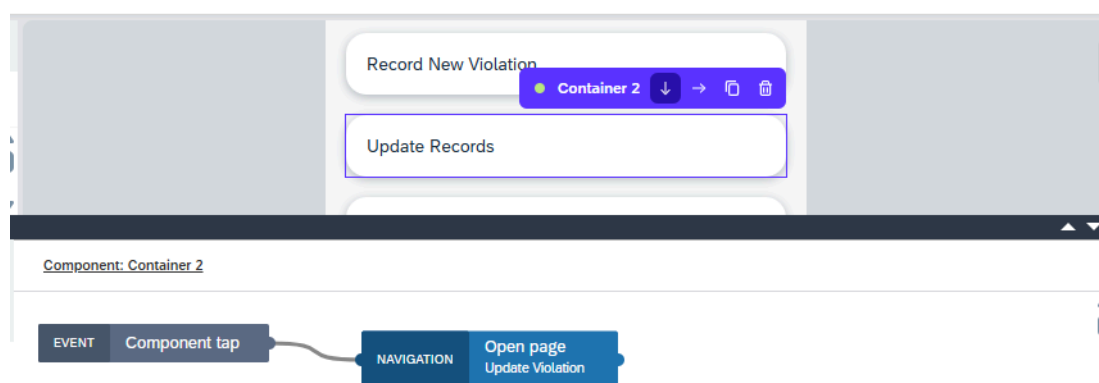 Record New Violation
Container 2
Update Records
Component: Container 2
EVENT Component tap
NAVIGATION Open page
Update Violation